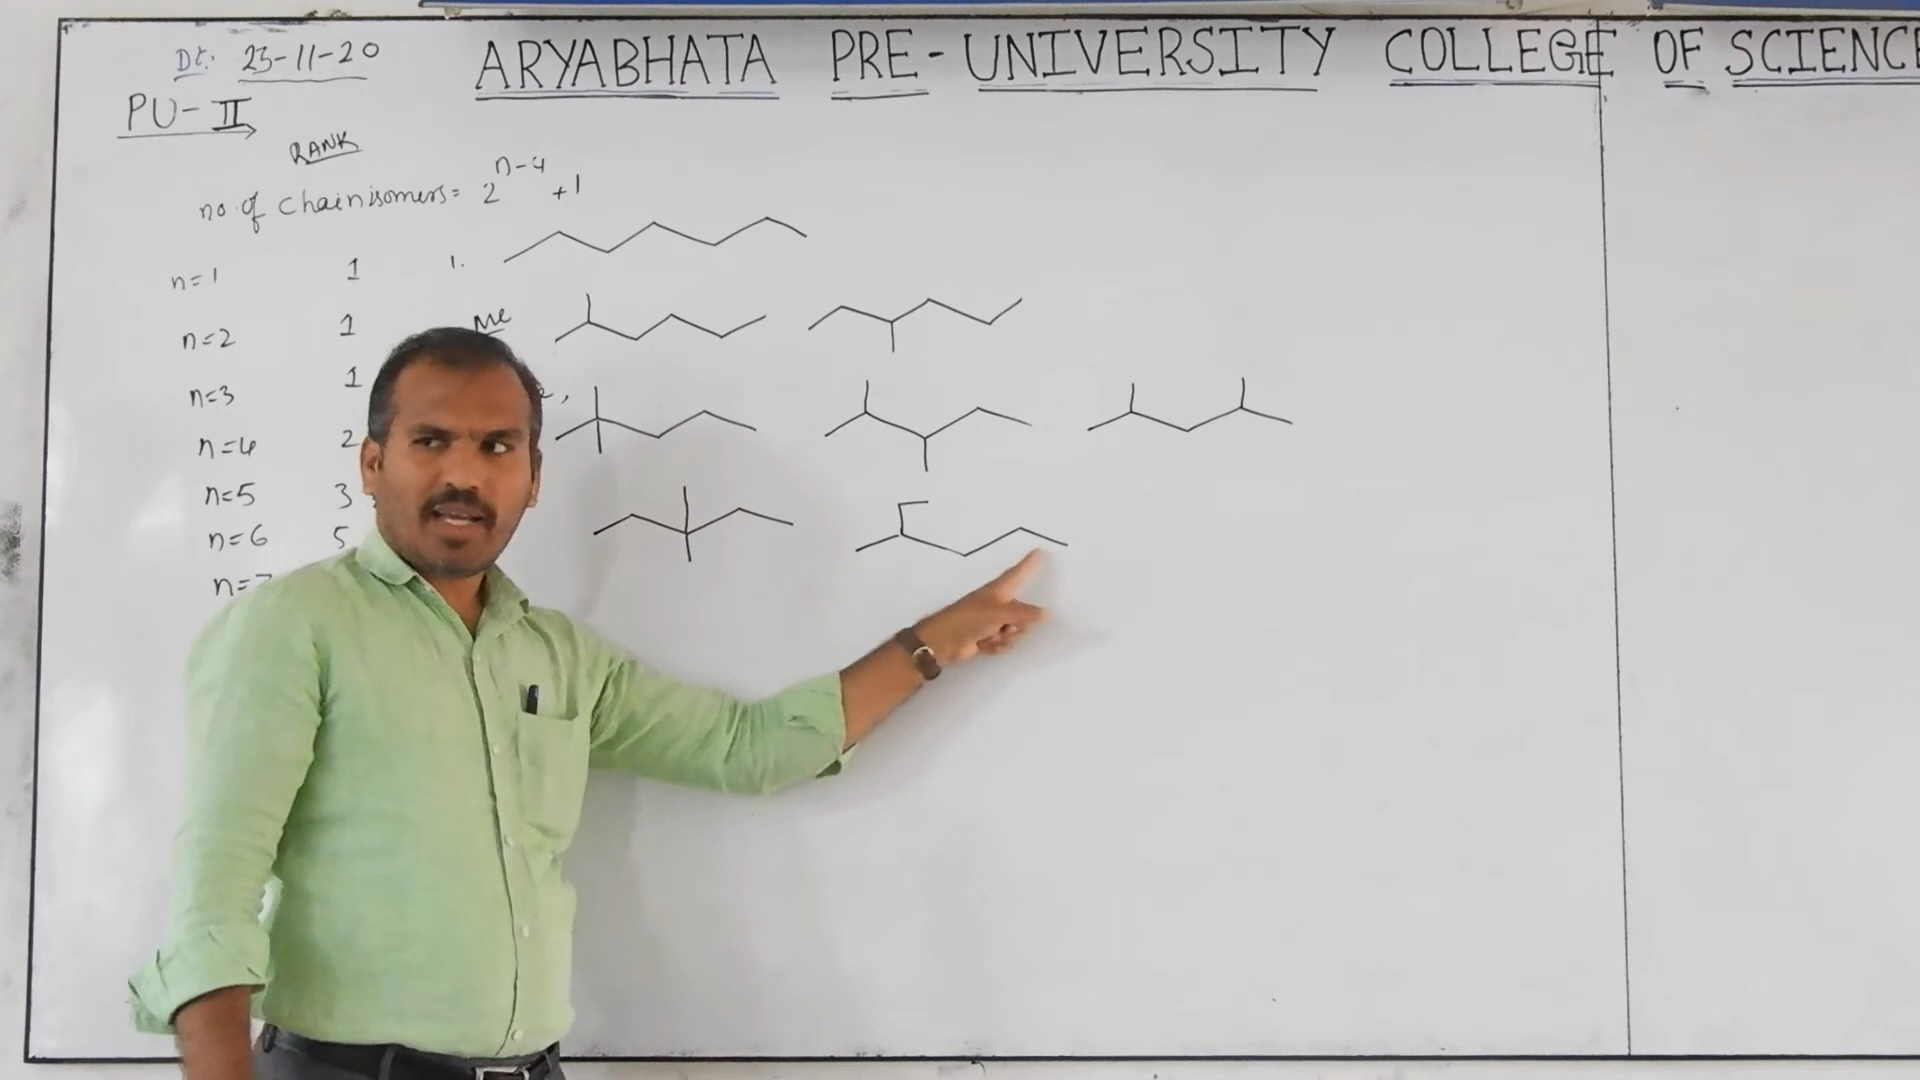 Dt: 23-11-20
ARYABHATA PRE-UNIVERSITY COLLEGE OF SCIENCE
PU-II
RANK
no. of chain isomers = 2^{n-4} + 1
1.
n=1 1
n=2 1
Me
n=3 1
n=4 2
n=5 3
n=6 5
n=7